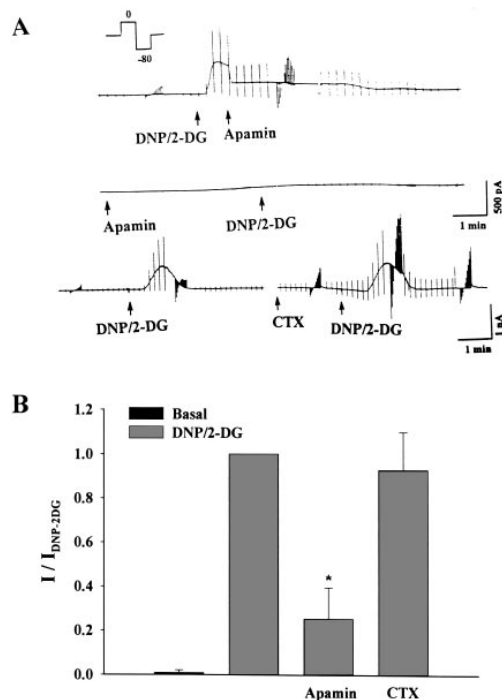 A
0
-80
DNP/2-DG Apamin
Apamin DNP/2-DG
500 pA
1 min
DNP/2-DG CTX DNP/2-DG
1 nA
1 min
B
1.2
Basal
DNP/2-DG
1.0
0.8
I / I DNP-2DG
0.6
0.4
*
0.2
0.0
Apamin CTX